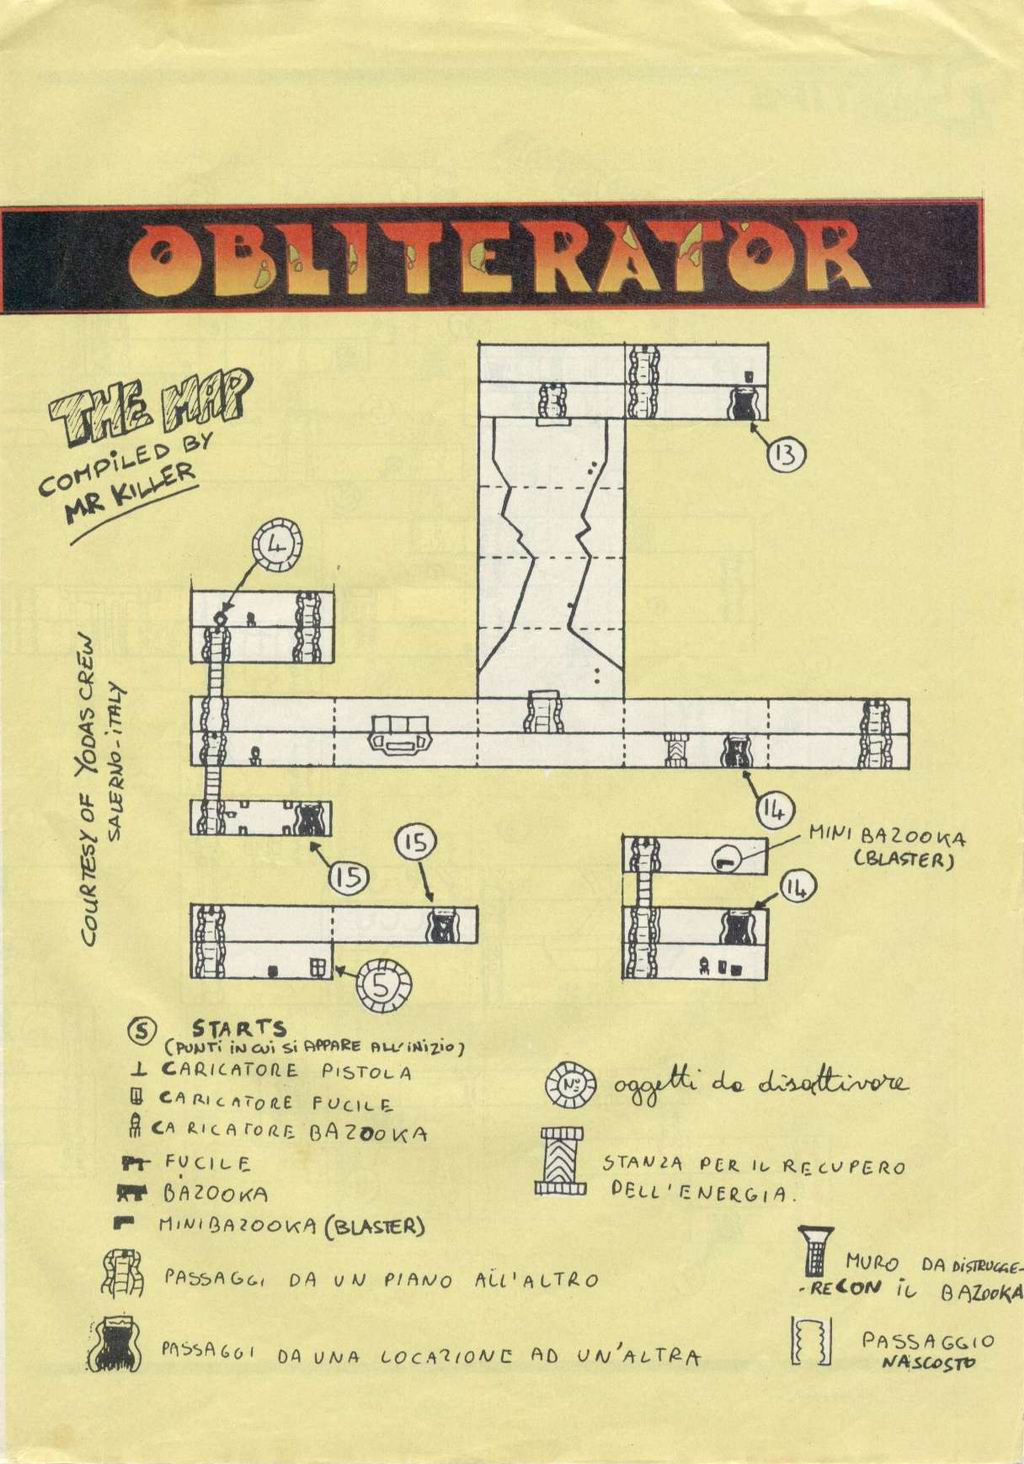 OBLITERATOR
THE MAP
COMPILED BY
MR KILLER
13
4
COURTESY OF YODAS CREW
SALERNO-ITALY
14
MINI BAZOOKA
(BLASTER)
15
15
14
5
S STARTS
(PUNTI IN CUI SI APPARE ALL'INIZIO)
CARICATORE PISTOLA
CARICATORE FUCILE
CARICATORE BAZOOKA
FUCILE
BAZOOKA
MINIBAZOOKA (BLASTER)
PASSAGGI DA UN PIANO ALL'ALTRO
PASSAGGI DA UNA LOCAZIONE AD UN'ALTRA
Nº oggetti da disattivare
STANZA PER IL RECUPERO
DELL'ENERGIA.
MURO DA DISTRUGGE-
-RE CON IL BAZOOKA
PASSAGGIO
NASCOSTO